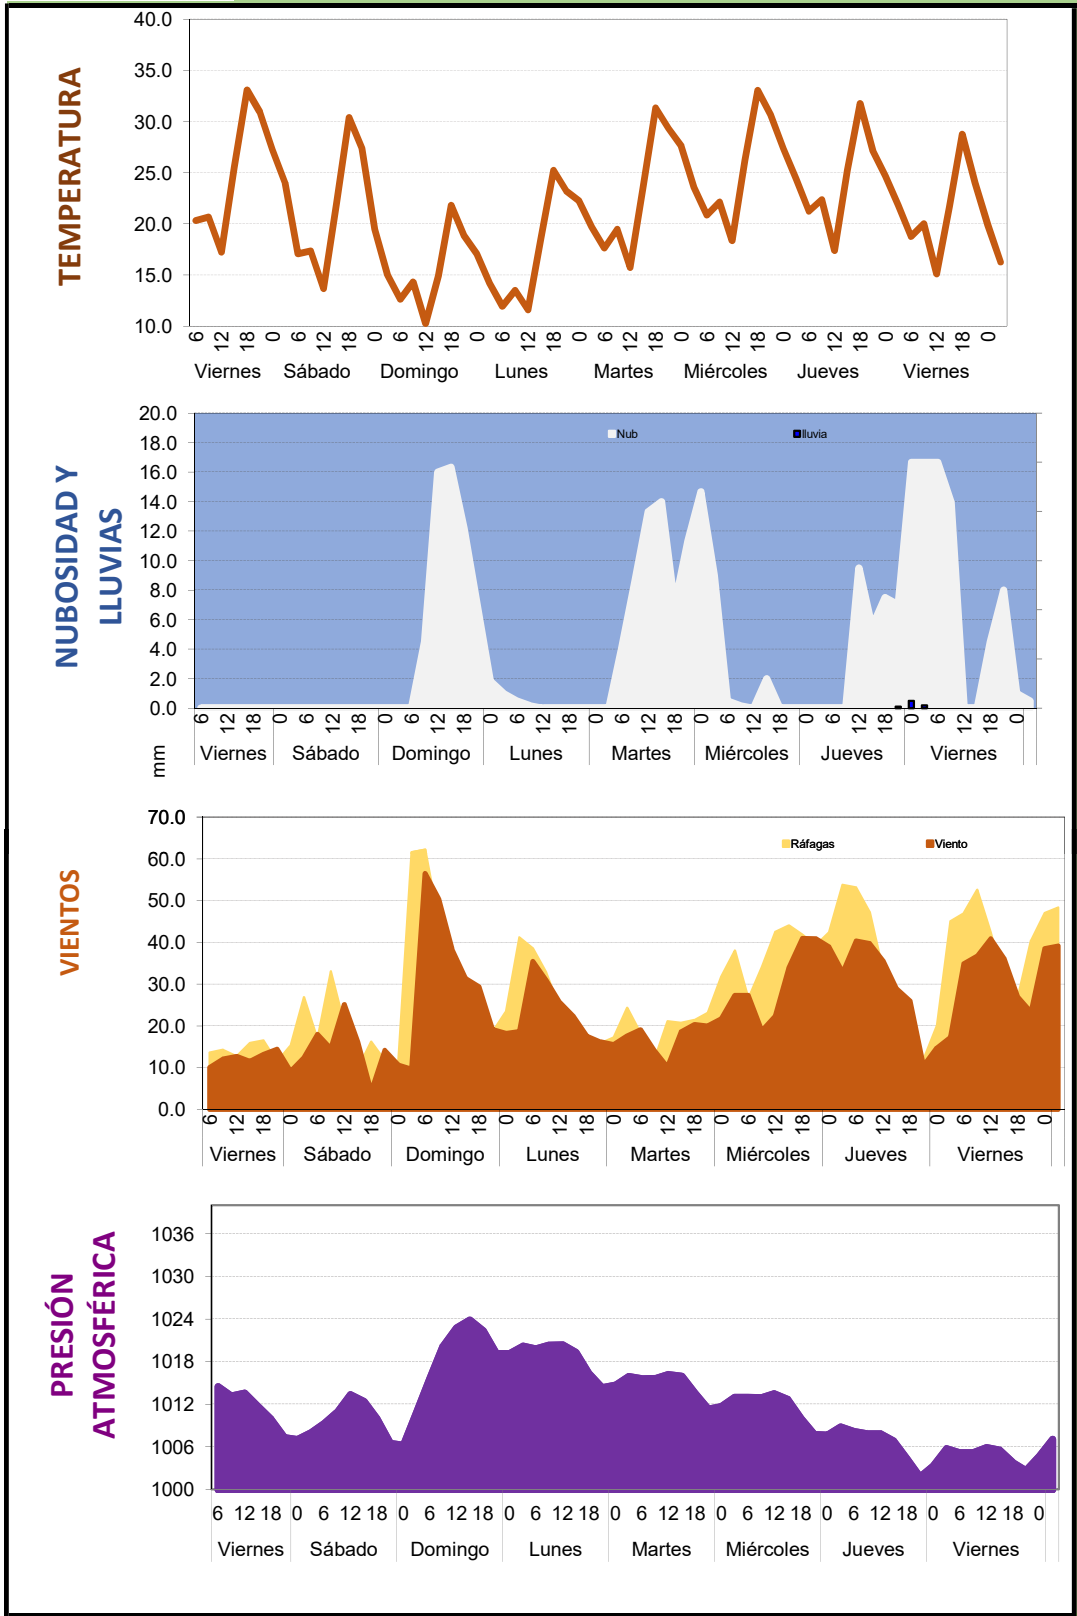 TEMPERATURA
40.0
35.0
30.0
25.0
20.0
15.0
10.0
6 12 18 0 6 12 18 0 6 12 18 0 6 12 18 0 6 12 18 0 6 12 18 0 6 12 18 0 6 12 18 0
Viernes Sábado Domingo Lunes Martes Miércoles Jueves Viernes
NUBOSIDAD Y
LLUVIAS
Nub lluvia
20.0
18.0
16.0
14.0
12.0
10.0
8.0
6.0
4.0
2.0
0.0
mm
6 12 18 0 6 12 18 0 6 12 18 0 6 12 18 0 6 12 18 0 6 12 18 0 6 12 18 0 6 12 18 0
Viernes Sábado Domingo Lunes Martes Miércoles Jueves Viernes
VIENTOS
Ráfagas Viento
70.0
60.0
50.0
40.0
30.0
20.0
10.0
0.0
6 12 18 0 6 12 18 0 6 12 18 0 6 12 18 0 6 12 18 0 6 12 18 0 6 12 18 0 6 12 18 0
Viernes Sábado Domingo Lunes Martes Miércoles Jueves Viernes
PRESIÓN
ATMOSFÉRICA
1036
1030
1024
1018
1012
1006
1000
6 12 18 0 6 12 18 0 6 12 18 0 6 12 18 0 6 12 18 0 6 12 18 0 6 12 18 0 6 12 18 0
Viernes Sábado Domingo Lunes Martes Miércoles Jueves Viernes